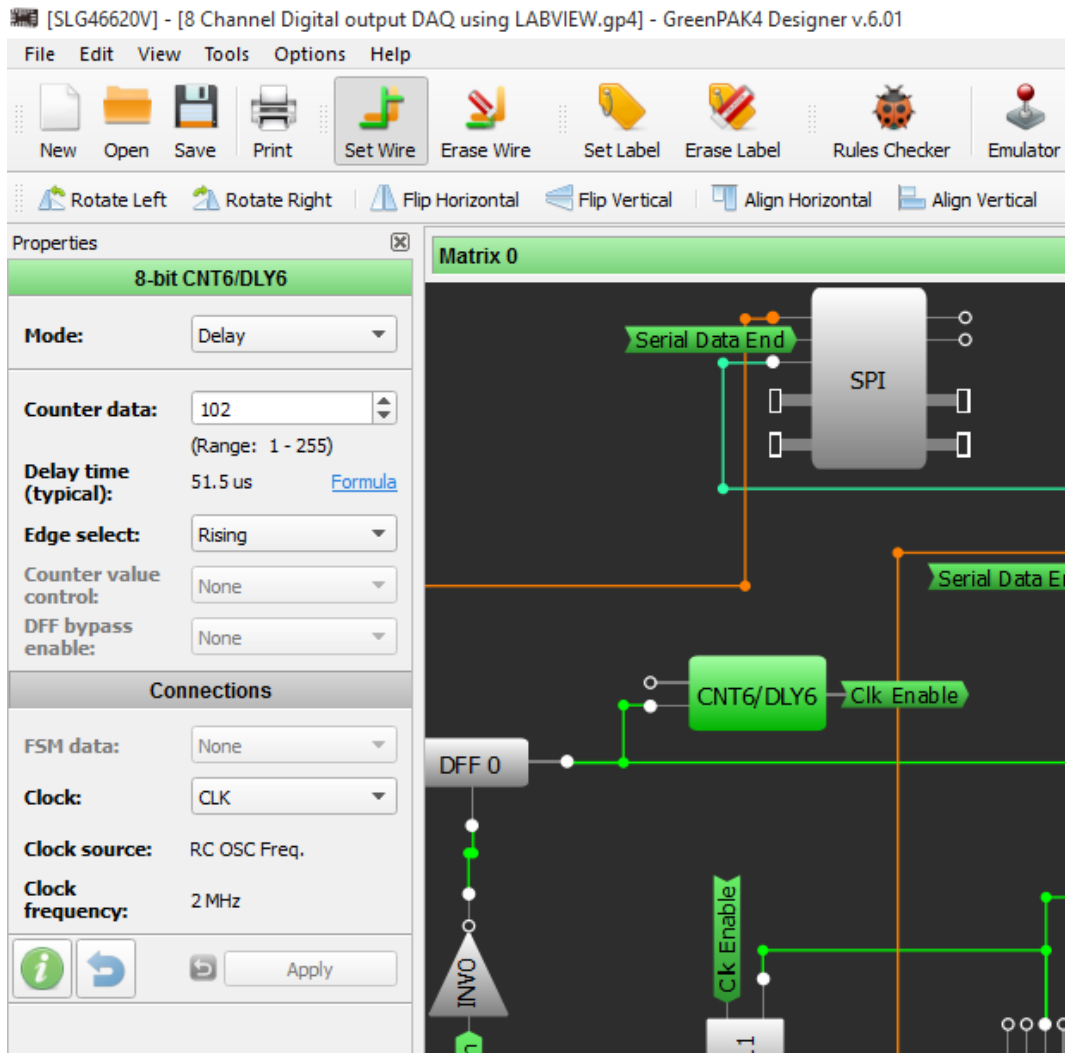 [SLG46620V] - [8 Channel Digital output DAQ using LABVIEW.gp4] - GreenPAK4 Designer v.6.01
File Edit View Tools Options Help
New Open Save Print Set Wire Erase Wire Set Label Erase Label Rules Checker Emulator
Rotate Left Rotate Right Flip Horizontal Flip Vertical Align Horizontal Align Vertical
Properties
8-bit CNT6/DLY6
Mode: Delay
Counter data: 102
(Range: 1 - 255)
Delay time
(typical): 51.5 us Formula
Edge select: Rising
Counter value
control: None
DFF bypass
enable: None
Connections
FSM data: None
Clock: CLK
Clock source: RC OSC Freq.
Clock
frequency: 2 MHz
Apply
Matrix 0
Serial Data End
SPI
Serial Data E
CNT6/DLY6
Clk Enable
DFF 0
Clk Enable
INV0